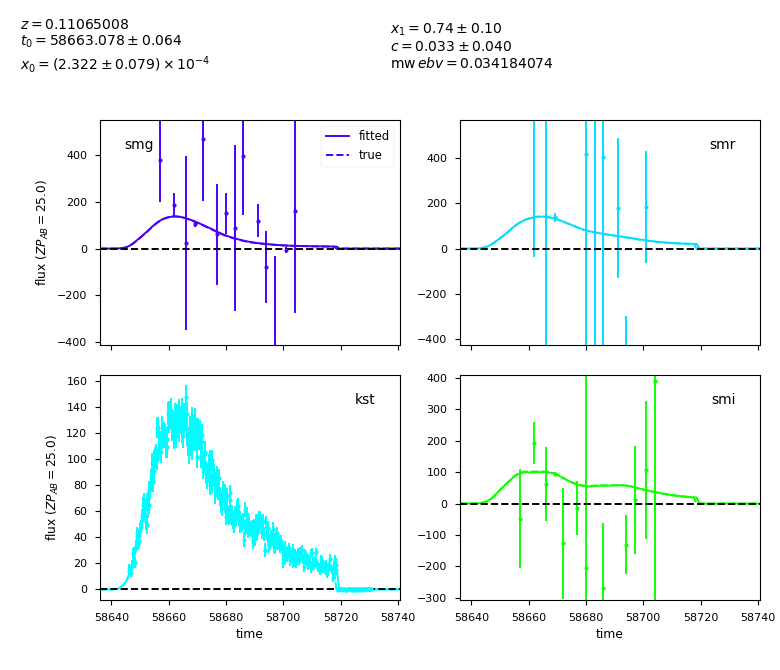 z = 0.11065008
t₀ = 58663.078 ± 0.064
x₀ = (2.322 ± 0.079) × 10⁻⁴
x₁ = 0.74 ± 0.10
c = 0.033 ± 0.040
mw ebv = 0.034184074
smg
fitted
true
400
200
0
−200
−400
flux (ZP_AB = 25.0)
smr
400
200
0
−200
−400
kst
160
140
120
100
80
60
40
20
0
flux (ZP_AB = 25.0)
58640 58660 58680 58700 58720 58740
time
smi
400
300
200
100
0
−100
−200
−300
58640 58660 58680 58700 58720 58740
time